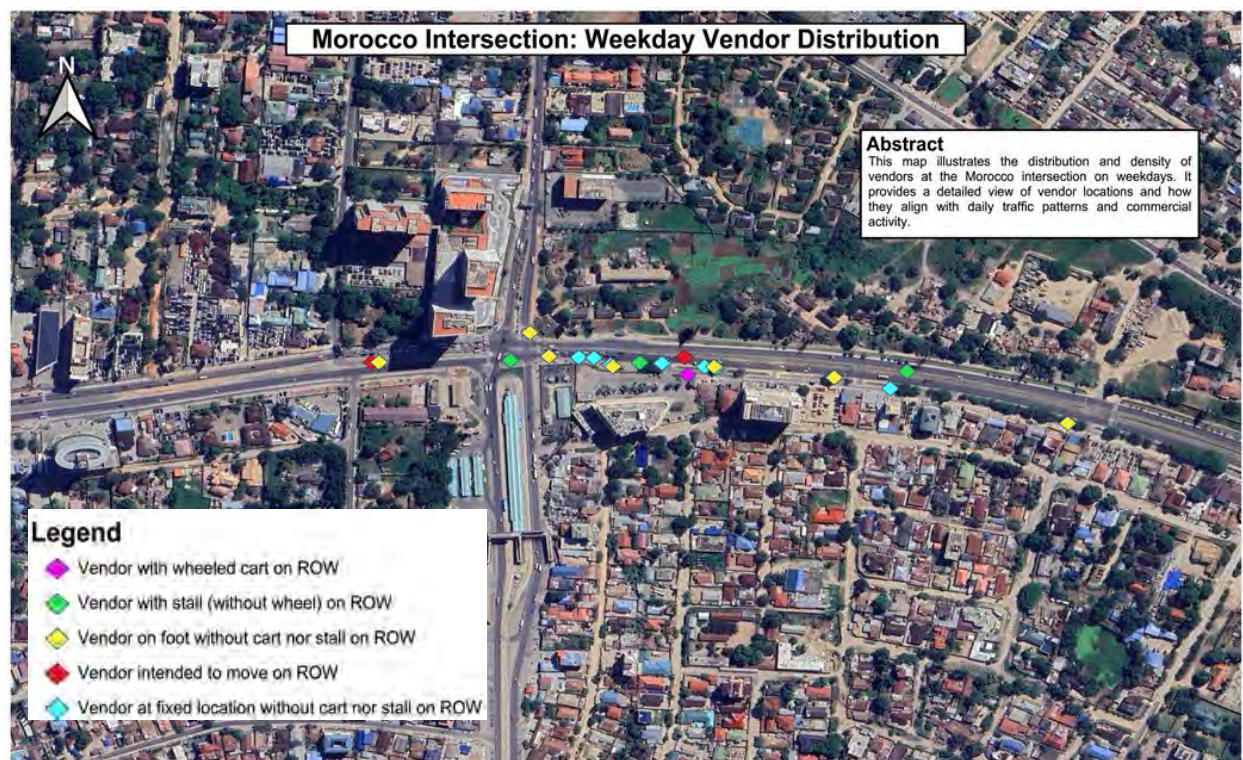 Morocco Intersection: Weekday Vendor Distribution
N
Abstract
This map illustrates the distribution and density of
vendors at the Morocco intersection on weekdays. It
provides a detailed view of vendor locations and how
they align with daily traffic patterns and commercial
activity.
Legend
Vendor with wheeled cart on ROW
Vendor with stall (without wheel) on ROW
Vendor on foot without cart nor stall on ROW
Vendor intended to move on ROW
Vendor at fixed location without cart nor stall on ROW